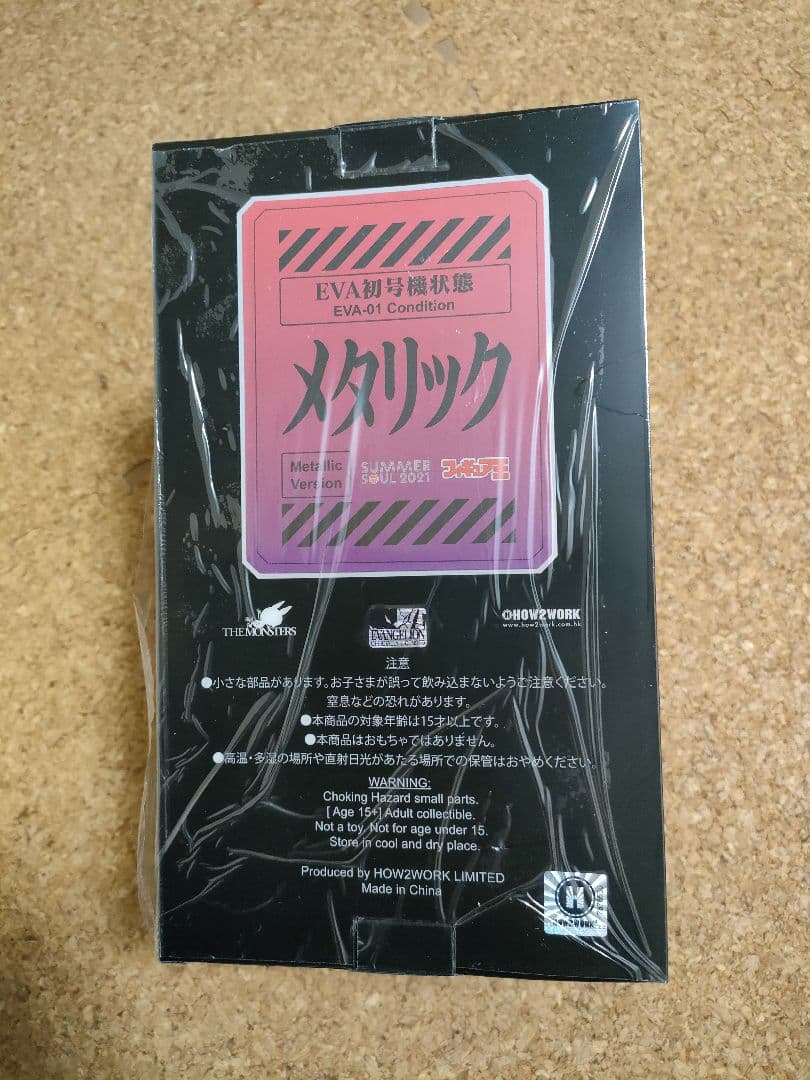 EVA初号機状態
EVA-01 Condition
メタリック
Metallic
Version
SUMMER
SOUL 2021
フィギュア王
THE MONSTERS
EVANGELION
HOW2WORK
www.how2work.com.hk
注意
●小さな部品があります。お子さまが誤って飲み込まないようご注意ください。
窒息などの恐れがあります。
●本商品の対象年齢は15才以上です。
●本商品はおもちゃではありません。
●高温・多湿の場所や直射日光があたる場所での保管はおやめください。
WARNING:
Choking Hazard small parts.
[ Age 15+] Adult collectible.
Not a toy. Not for age under 15.
Store in cool and dry place.
Produced by HOW2WORK LIMITED
Made in China
HOW2WORK